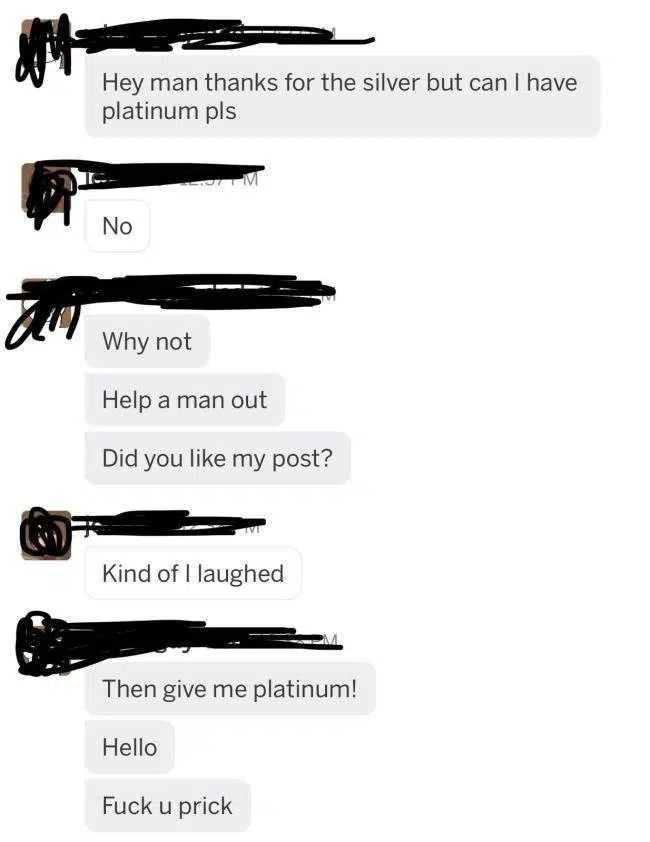 Hey man thanks for the silver but can I have
platinum pls
No
Why not
Help a man out
Did you like my post?
Kind of I laughed
Then give me platinum!
Hello
Fuck u prick